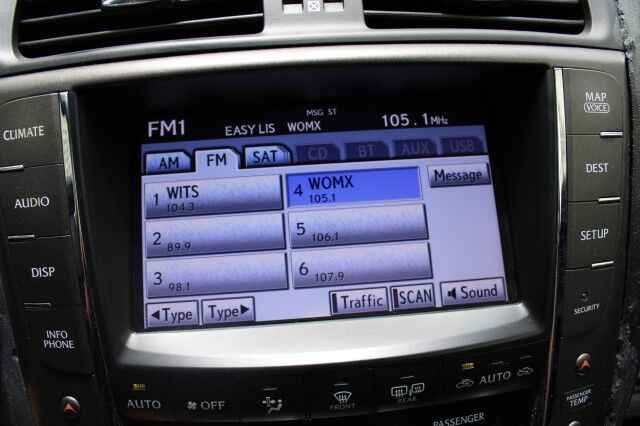 MSG ST
FM1 EASY LIS WOMX 105.1MHz
AM FM SAT CD BT AUX USB
1 WITS
104.3
4 WOMX
105.1
Message
2 89.9
5 106.1
3 98.1
6 107.9
◄Type Type► Traffic SCAN Sound
CLIMATE
AUDIO
DISP
INFO
PHONE
MAP
VOICE
DEST
SETUP
SECURITY
AUTO OFF FRONT REAR AUTO
PASSENGER
PASSENGER
TEMP